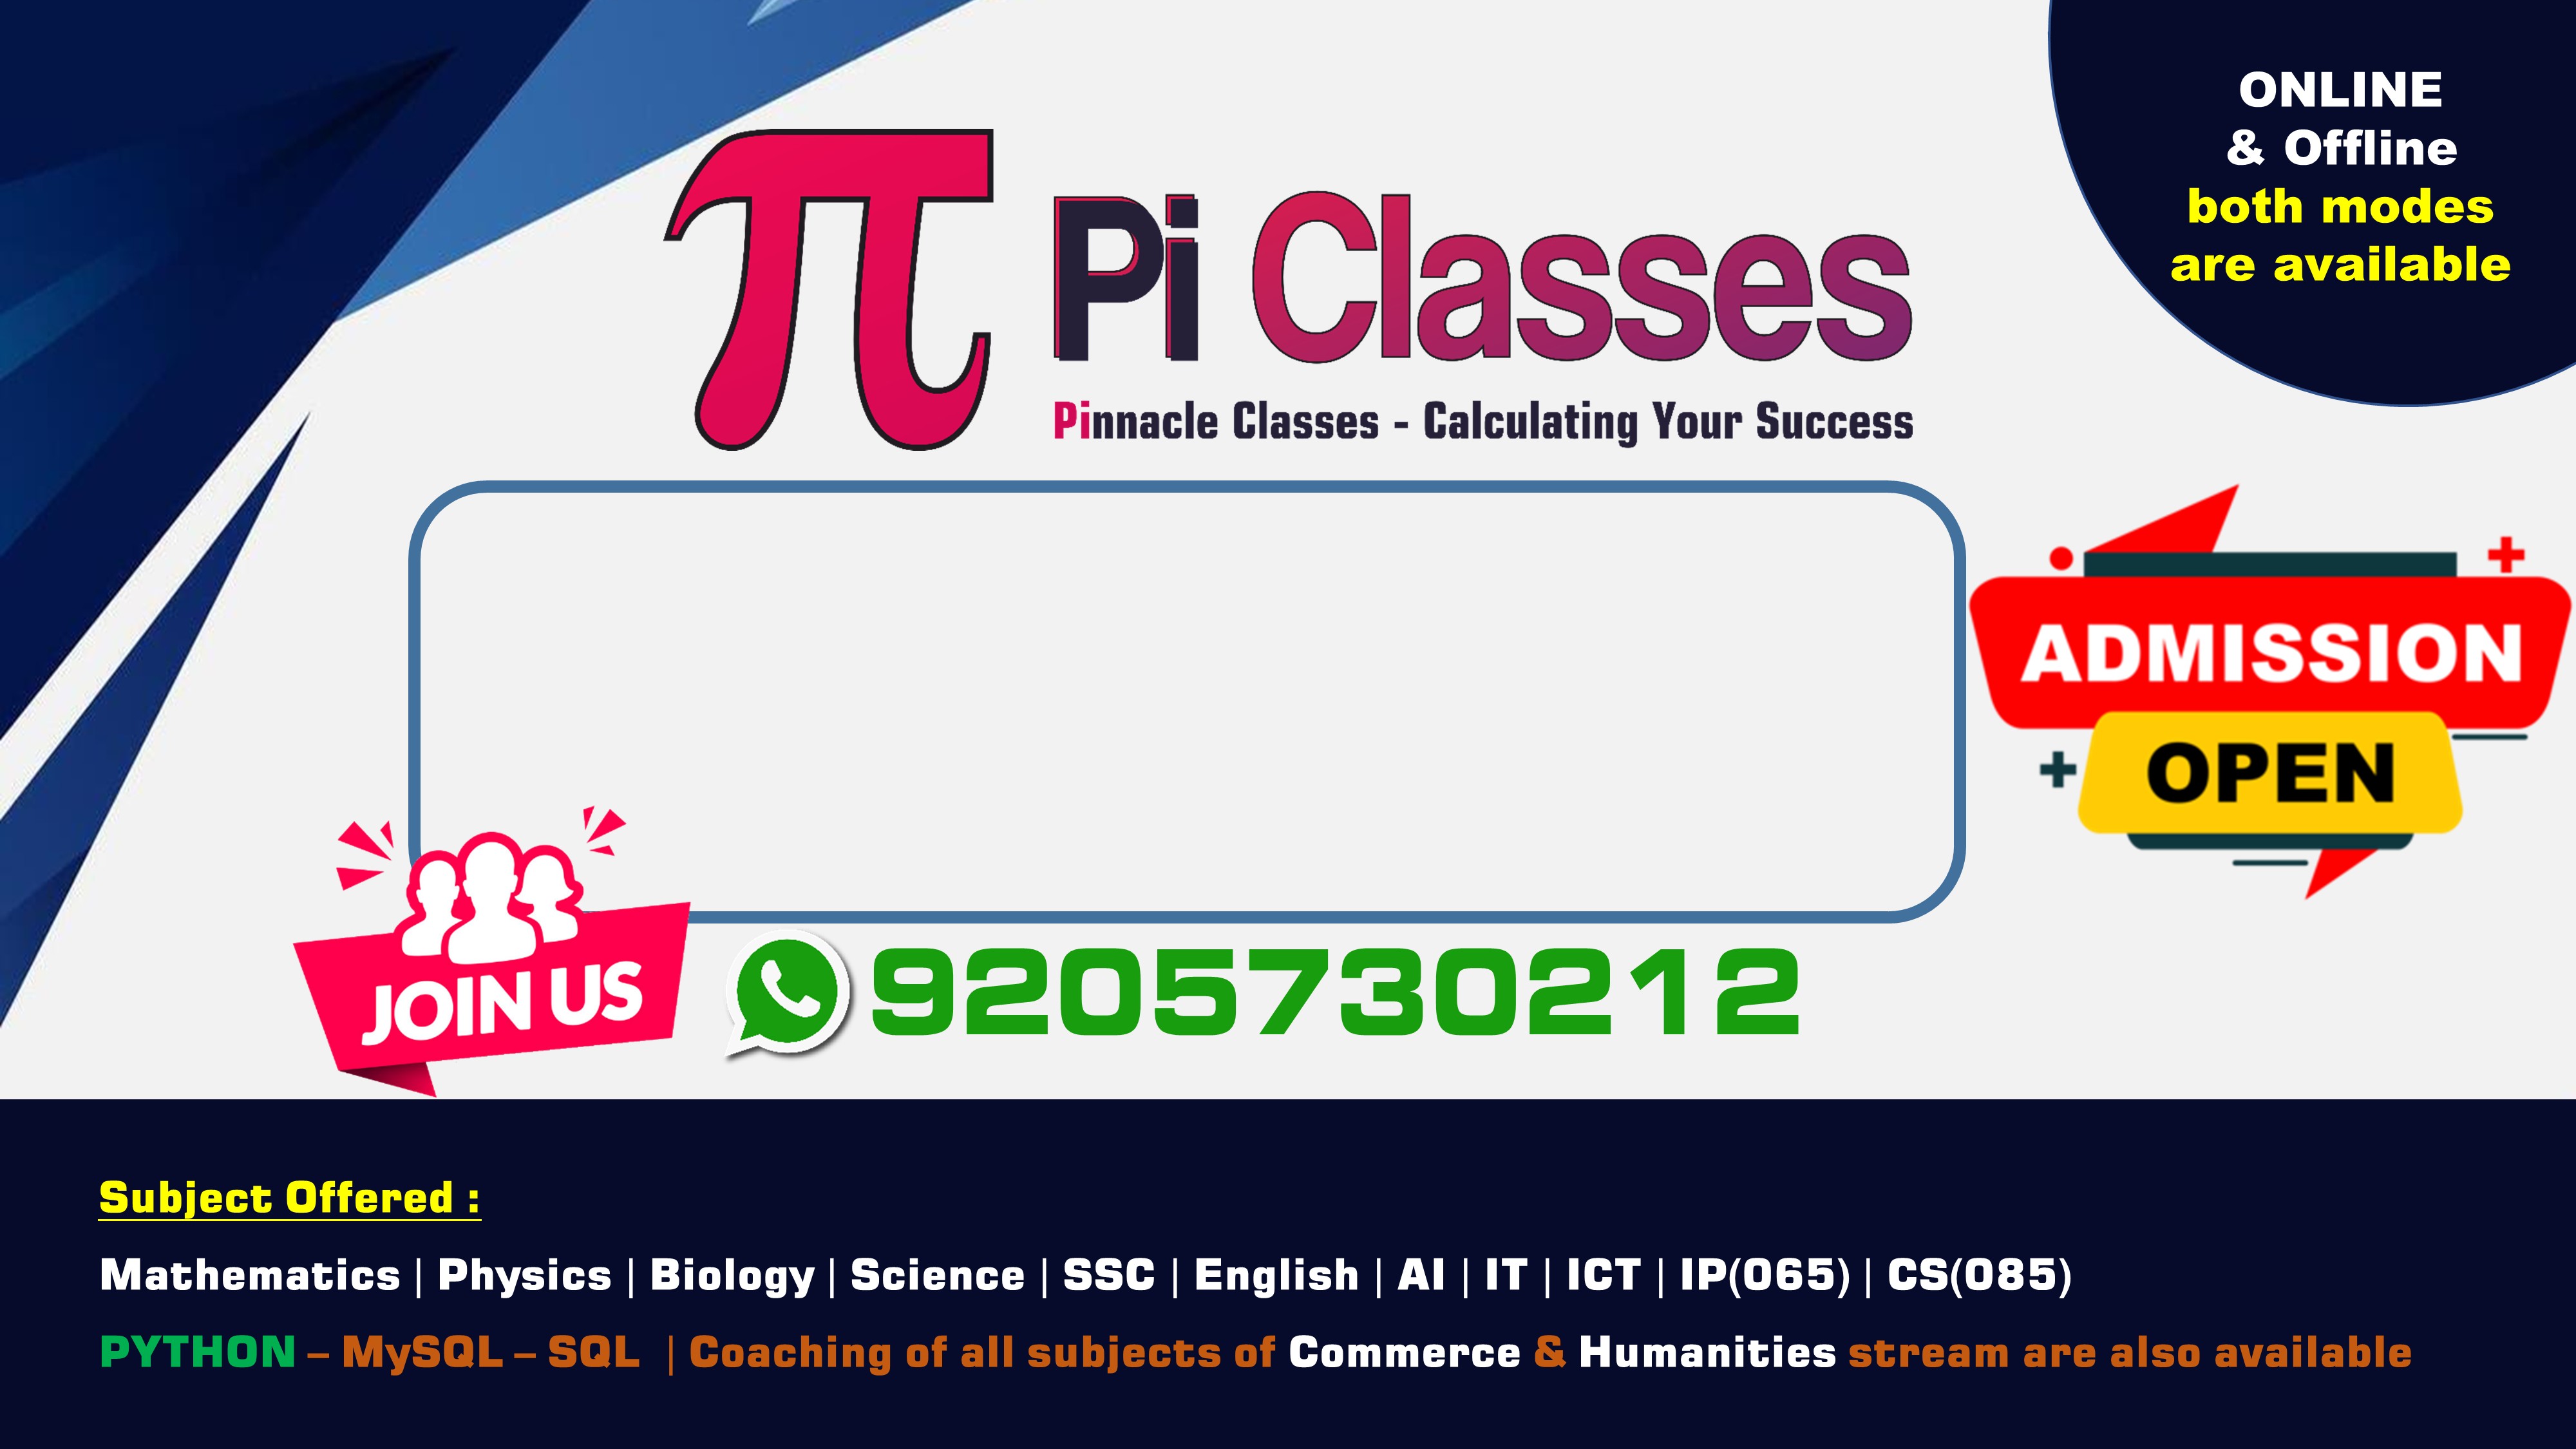 ONLINE
& Offline
both modes
are available
π Pi Classes
Pinnacle Classes - Calculating Your Success
ADMISSION
OPEN
JOIN US
9205730212
Subject Offered :
Mathematics | Physics | Biology | Science | SSC | English | AI | IT | ICT | IP(065) | CS(085)
PYTHON – MySQL – SQL | Coaching of all subjects of Commerce & Humanities stream are also available